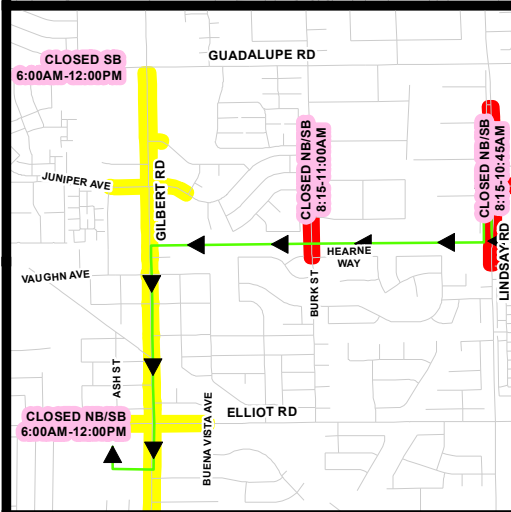 CLOSED SB
6:00AM-12:00PM
GUADALUPE RD
CLOSED NB/SB
8:15-11:00AM
CLOSED NB/SB
8:15-10:45AM
JUNIPER AVE
GILBERT RD
HEARNE
WAY
LINDSAY RD
VAUGHN AVE
BURK ST
ASH ST
CLOSED NB/SB
6:00AM-12:00PM
BUENA VISTA AVE
ELLIOT RD